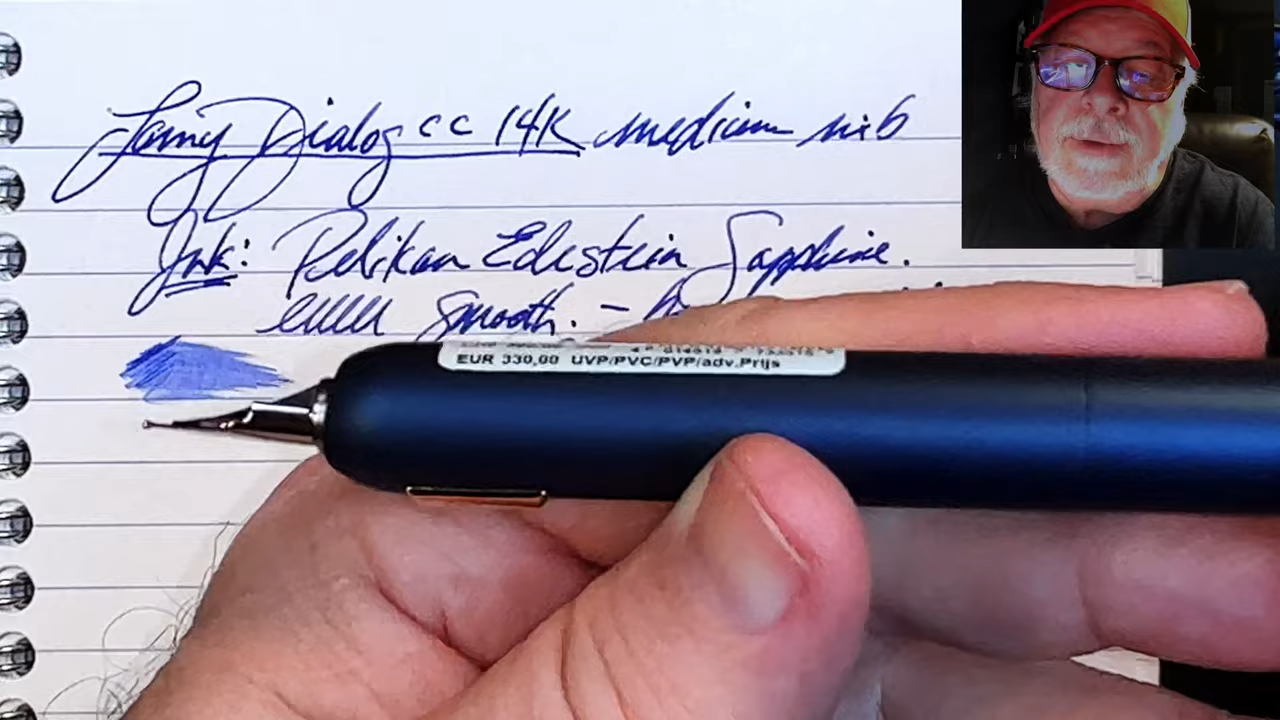 Lamy Dialog cc 14K medium nib
Ink: Pelikan Edelstein Sapphire.
Smooth. –
EUR 330,00 UVP/PVC/PVP/adv.Prijs